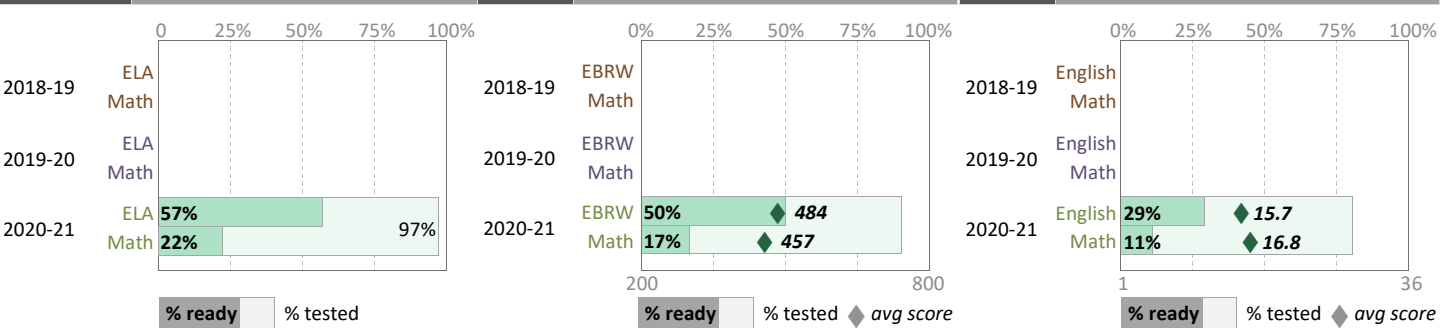 0 25% 50% 75% 100%
2018-19 ELA
Math
2019-20 ELA
Math
2020-21 ELA 57%
Math 22%
97%
% ready % tested
0% 25% 50% 75% 100%
2018-19 EBRW
Math
2019-20 EBRW
Math
2020-21 EBRW 50% 484
Math 17% 457
200 800
% ready % tested avg score
0% 25% 50% 75% 100%
2018-19 English
Math
2019-20 English
Math
2020-21 English 29% 15.7
Math 11% 16.8
1 36
% ready % tested avg score